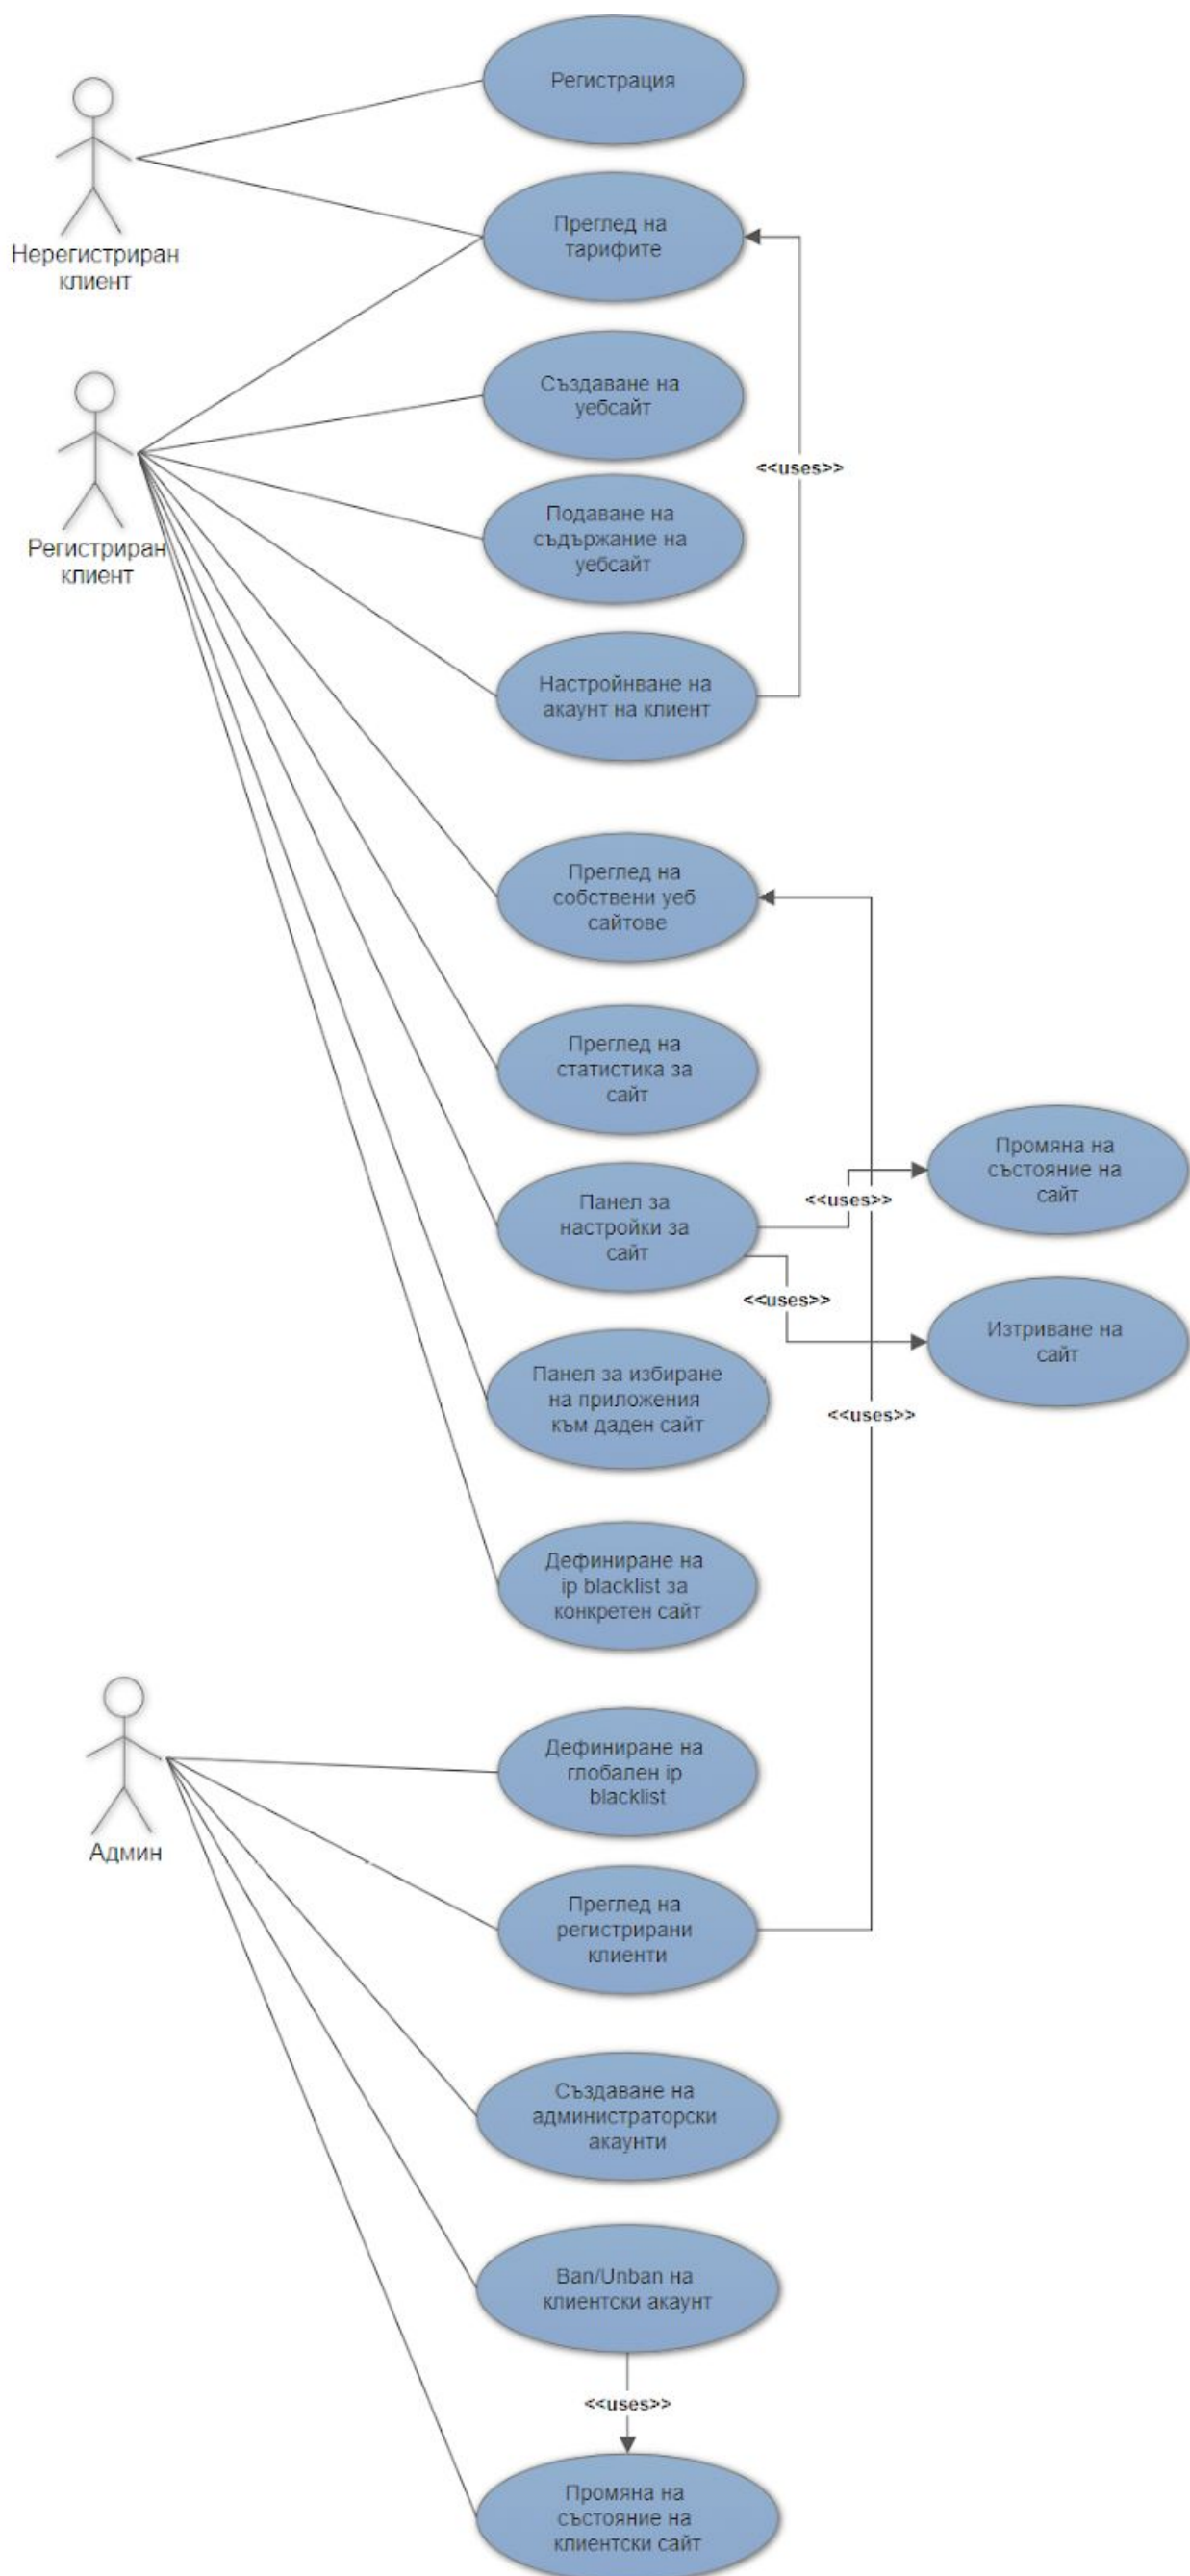 Регистрация
Нерегистриран
клиент
Преглед на
тарифите
Създаване на
уебсайт
<<uses>>
Регистриран
клиент
Подаване на
съдържание на
уебсайт
Настройнване на
акаунт на клиент
Преглед на
собствени уеб
сайтове
Преглед на
статистика за
сайт
Промяна на
състояние на
сайт
<<uses>>
Панел за
настройки за
сайт
<<uses>>
Изтриване на
сайт
Панел за избиране
на приложения
към даден сайт
<<uses>>
Дефиниране на
ip blacklist за
конкретен сайт
Админ
Дефиниране на
глобален ip
blacklist
Преглед на
регистрирани
клиенти
Създаване на
администраторски
акаунти
Ban/Unban на
клиентски акаунт
<<uses>>
Промяна на
състояние на
клиентски сайт